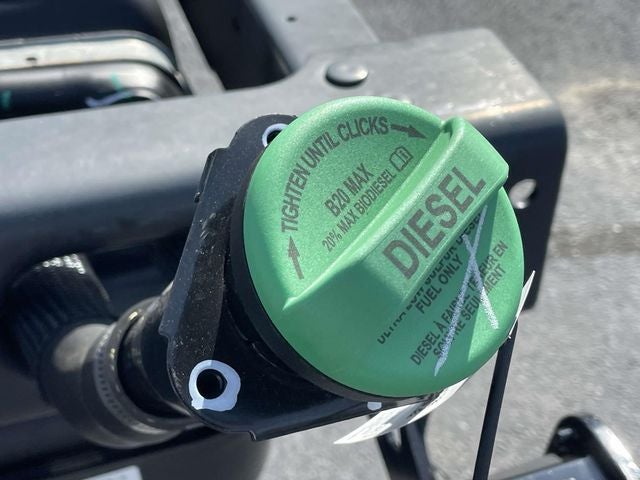 TIGHTEN UNTIL CLICKS
B20 MAX
20% MAX BIODIESEL
DIESEL
FUEL ONLY
DIESEL À FAIBLE TENEUR EN
SOUFRE SEULEMENT